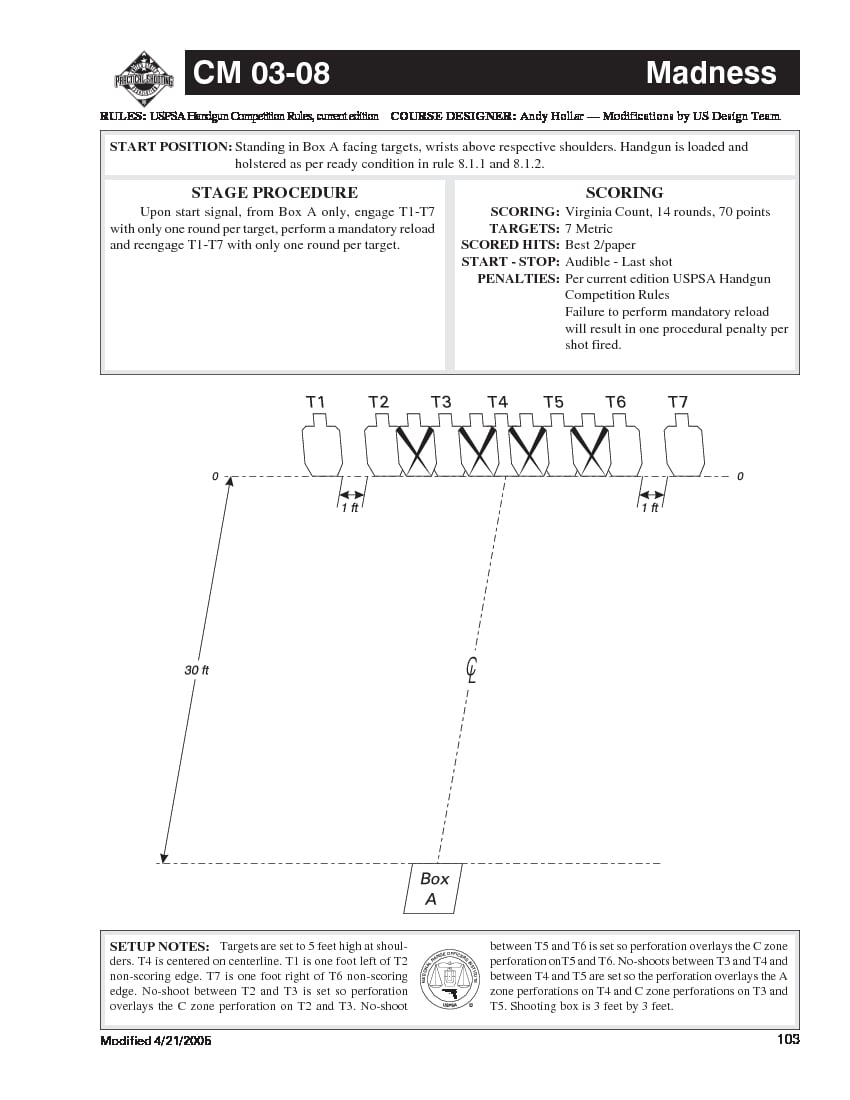 CM 03-08 Madness
RULES: USPSA Handgun Competition Rules, current edition COURSE DESIGNER: Andy Hollar — Modifications by US Design Team
START POSITION: Standing in Box A facing targets, wrists above respective shoulders. Handgun is loaded and
holstered as per ready condition in rule 8.1.1 and 8.1.2.
STAGE PROCEDURE
Upon start signal, from Box A only, engage T1-T7
with only one round per target, perform a mandatory reload
and reengage T1-T7 with only one round per target.
SCORING
SCORING: Virginia Count, 14 rounds, 70 points
TARGETS: 7 Metric
SCORED HITS: Best 2/paper
START - STOP: Audible - Last shot
PENALTIES: Per current edition USPSA Handgun
Competition Rules
Failure to perform mandatory reload
will result in one procedural penalty per
shot fired.
T1 T2 T3 T4 T5 T6 T7
0 0
1 ft 1 ft
30 ft
CL
Box
A
SETUP NOTES: Targets are set to 5 feet high at shoul-
ders. T4 is centered on centerline. T1 is one foot left of T2
non-scoring edge. T7 is one foot right of T6 non-scoring
edge. No-shoot between T2 and T3 is set so perforation
overlays the C zone perforation on T2 and T3. No-shoot
between T5 and T6 is set so perforation overlays the C zone
perforation on T5 and T6. No-shoots between T3 and T4 and
between T4 and T5 are set so the perforation overlays the A
zone perforations on T4 and C zone perforations on T3 and
T5. Shooting box is 3 feet by 3 feet.
NATIONAL RANGE OFFICERS INSTITUTE
USPSA
Modified 4/21/2005 103